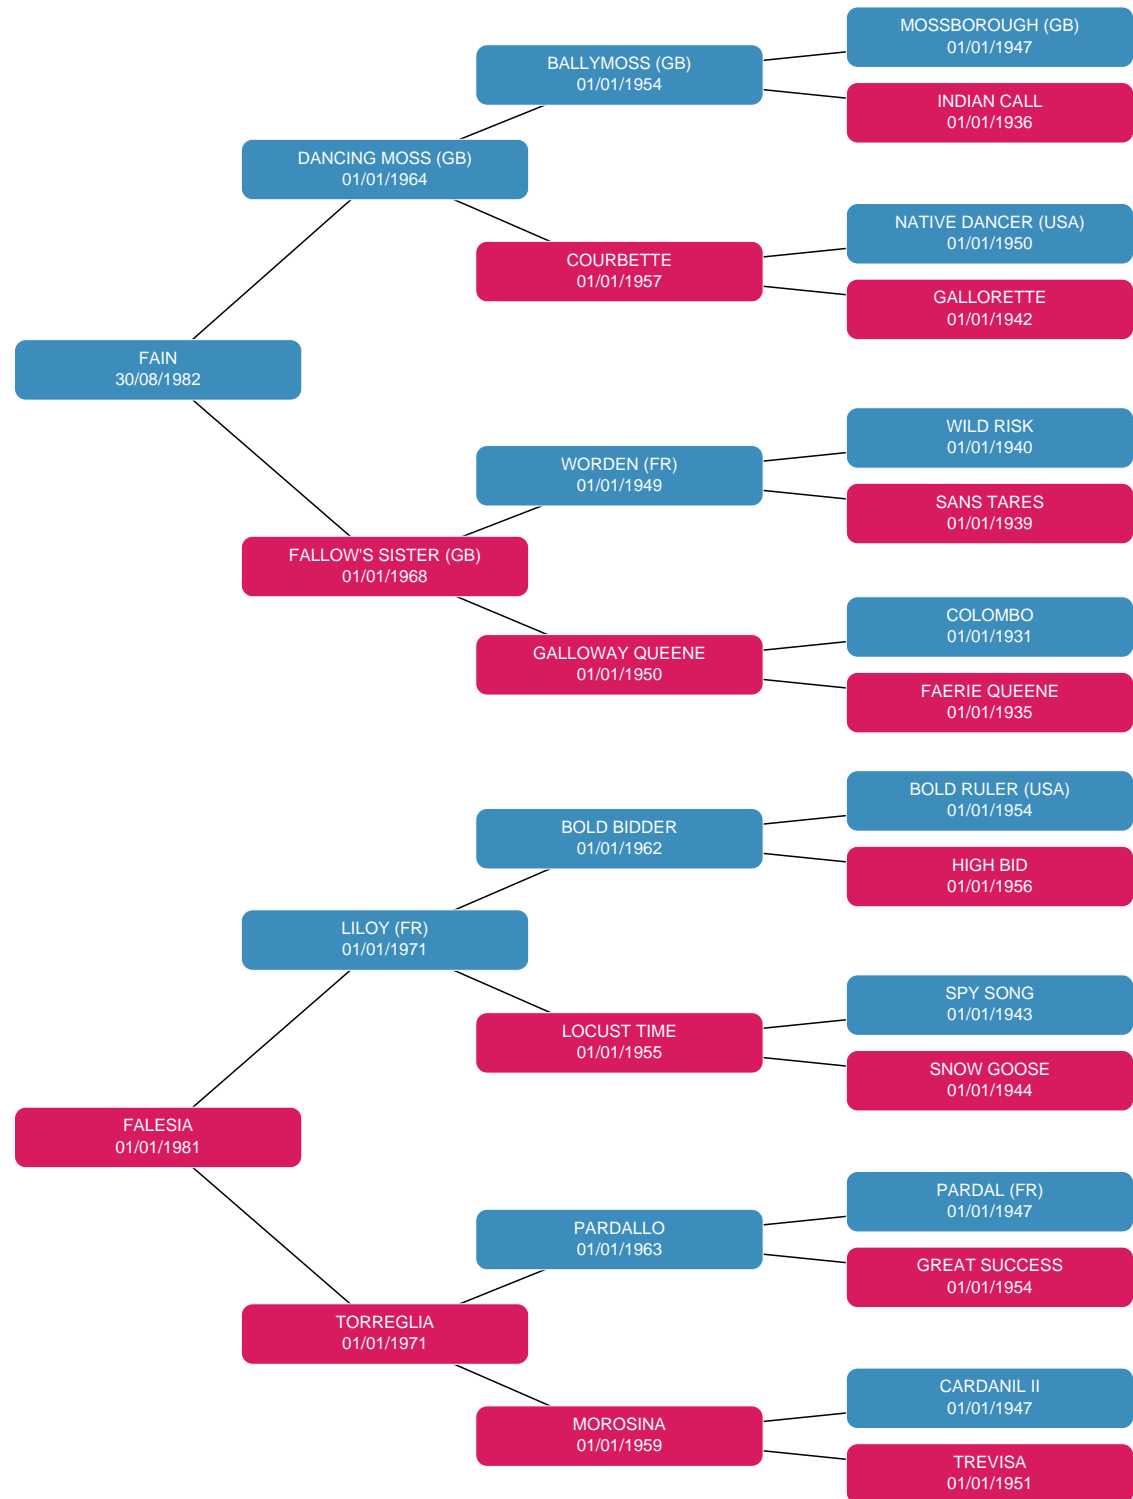 MOSSBOROUGH (GB)
01/01/1947
BALLYMOSS (GB)
01/01/1954
INDIAN CALL
01/01/1936
DANCING MOSS (GB)
01/01/1964
NATIVE DANCER (USA)
01/01/1950
COURBETTE
01/01/1957
GALLORETTE
01/01/1942
FAIN
30/08/1982
WILD RISK
01/01/1940
WORDEN (FR)
01/01/1949
SANS TARES
01/01/1939
FALLOW'S SISTER (GB)
01/01/1968
COLOMBO
01/01/1931
GALLOWAY QUEENE
01/01/1950
FAERIE QUEENE
01/01/1935
BOLD RULER (USA)
01/01/1954
BOLD BIDDER
01/01/1962
HIGH BID
01/01/1956
LILOY (FR)
01/01/1971
SPY SONG
01/01/1943
LOCUST TIME
01/01/1955
SNOW GOOSE
01/01/1944
FALESIA
01/01/1981
PARDAL (FR)
01/01/1947
PARDALLO
01/01/1963
GREAT SUCCESS
01/01/1954
TORREGLIA
01/01/1971
CARDANIL II
01/01/1947
MOROSINA
01/01/1959
TREVISA
01/01/1951